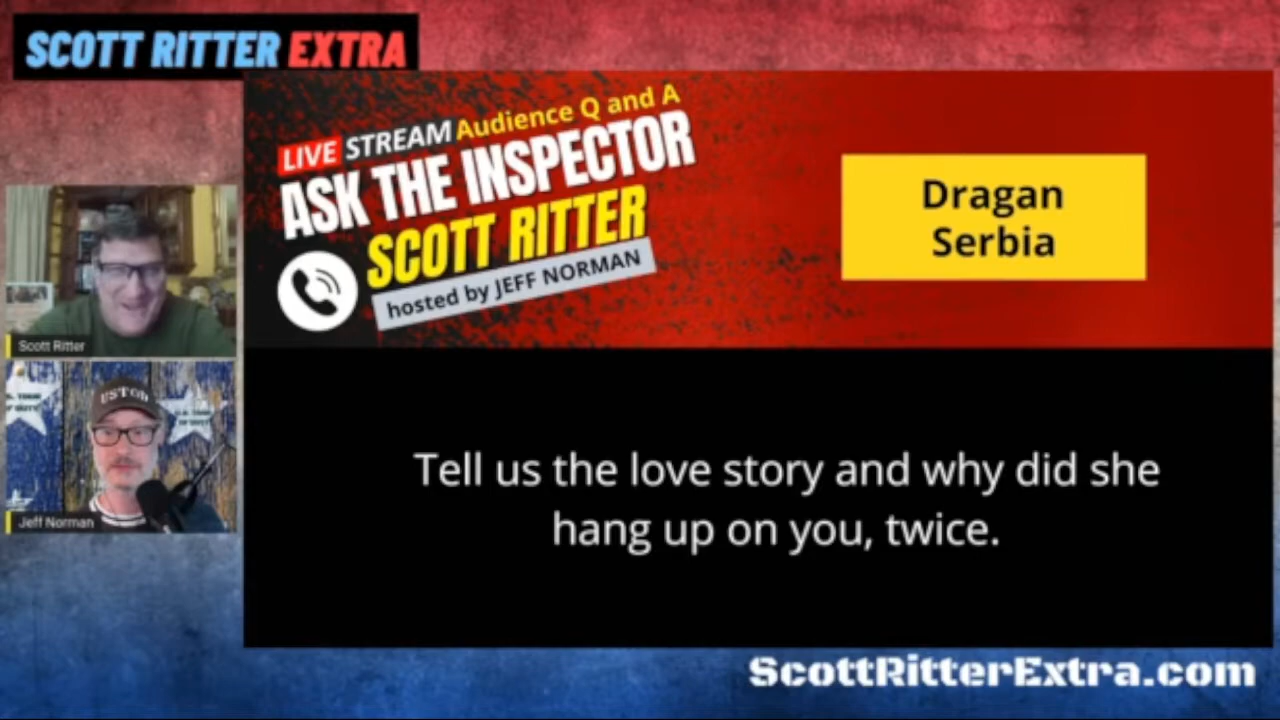 SCOTT RITTER EXTRA
LIVE STREAM Audience Q and A
ASK THE INSPECTOR
SCOTT RITTER
hosted by JEFF NORMAN
Dragan
Serbia
Scott Ritter
USTOD
Jeff Norman
Tell us the love story and why did she
hang up on you, twice.
ScottRitterExtra.com